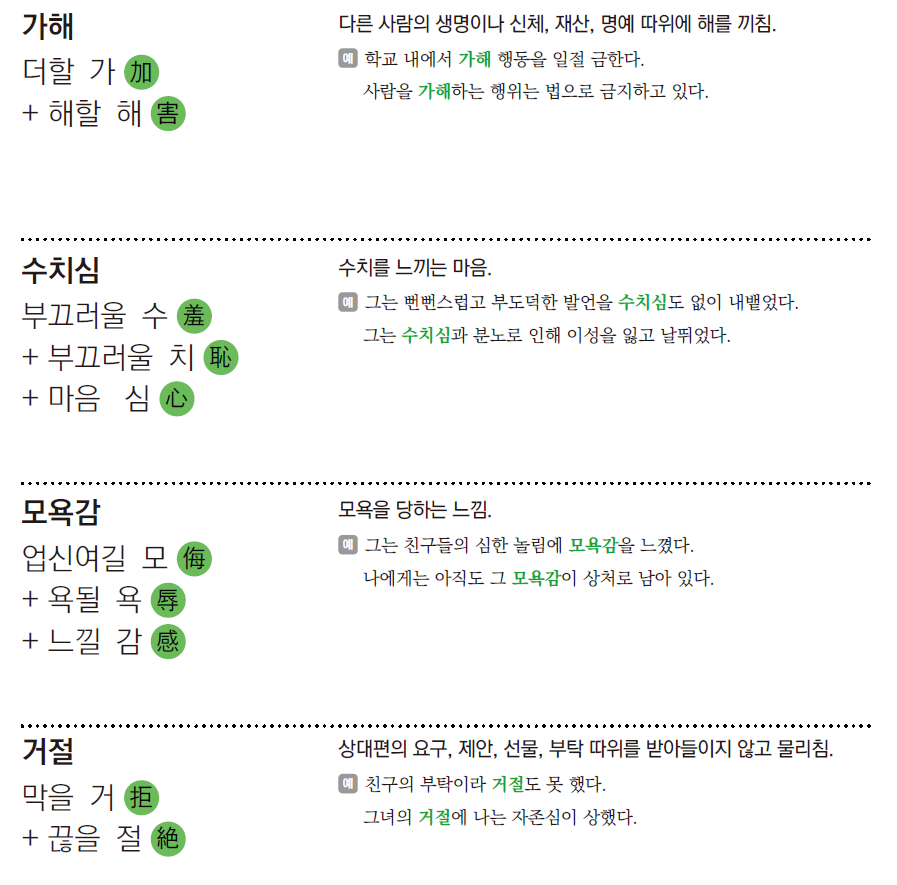 가해
다른 사람의 생명이나 신체, 재산, 명예 따위에 해를 끼침.
더할 가 加
+ 해할 해 害
예 학교 내에서 가해 행동을 일절 금한다.
사람을 가해하는 행위는 법으로 금지하고 있다.
수치심
수치를 느끼는 마음.
부끄러울 수 羞
+ 부끄러울 치 恥
+ 마음 심 心
예 그는 뻔뻔스럽고 부도덕한 발언을 수치심도 없이 내뱉었다.
그는 수치심과 분노로 인해 이성을 잃고 날뛰었다.
모욕감
모욕을 당하는 느낌.
업신여길 모 侮
+ 욕될 욕 辱
+ 느낄 감 感
예 그는 친구들의 심한 놀림에 모욕감을 느꼈다.
나에게는 아직도 그 모욕감이 상처로 남아 있다.
거절
상대편의 요구, 제안, 선물, 부탁 따위를 받아들이지 않고 물리침.
막을 거 拒
+ 끊을 절 絶
예 친구의 부탁이라 거절도 못 했다.
그녀의 거절에 나는 자존심이 상했다.